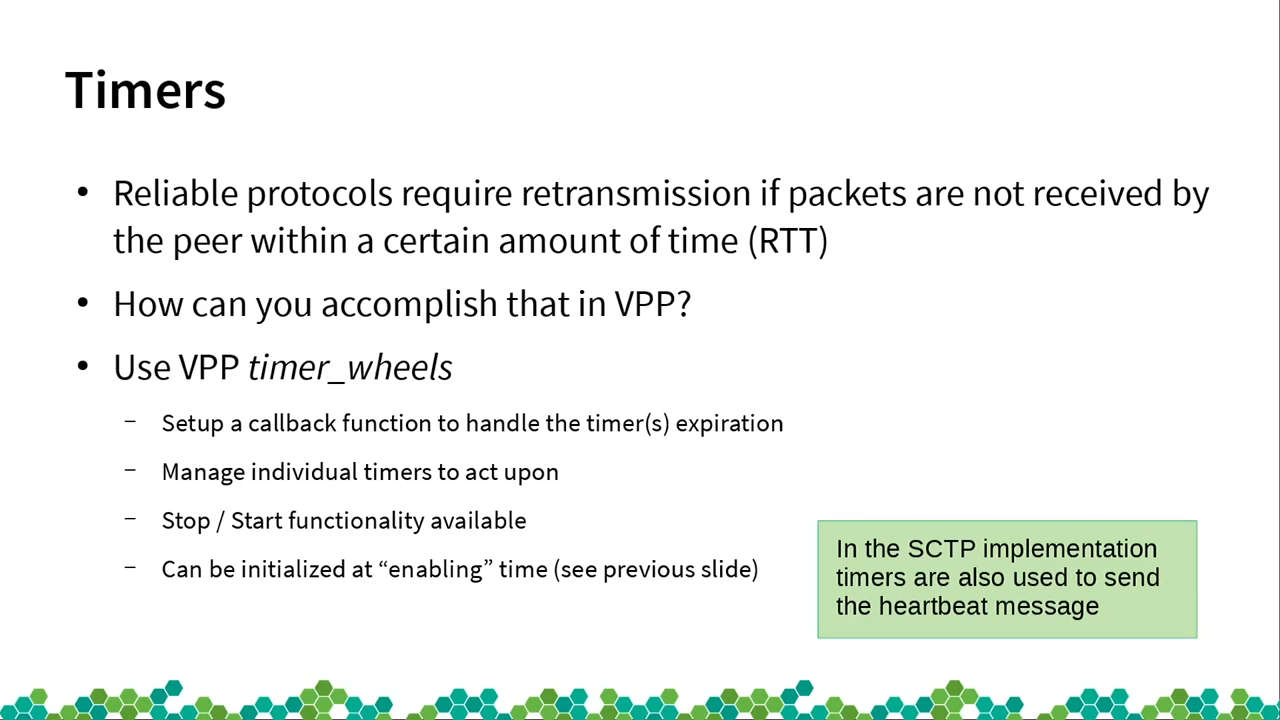 Timers
• Reliable protocols require retransmission if packets are not received by
the peer within a certain amount of time (RTT)
• How can you accomplish that in VPP?
• Use VPP timer_wheels
– Setup a callback function to handle the timer(s) expiration
– Manage individual timers to act upon
– Stop / Start functionality available
– Can be initialized at “enabling” time (see previous slide)
In the SCTP implementation
timers are also used to send
the heartbeat message